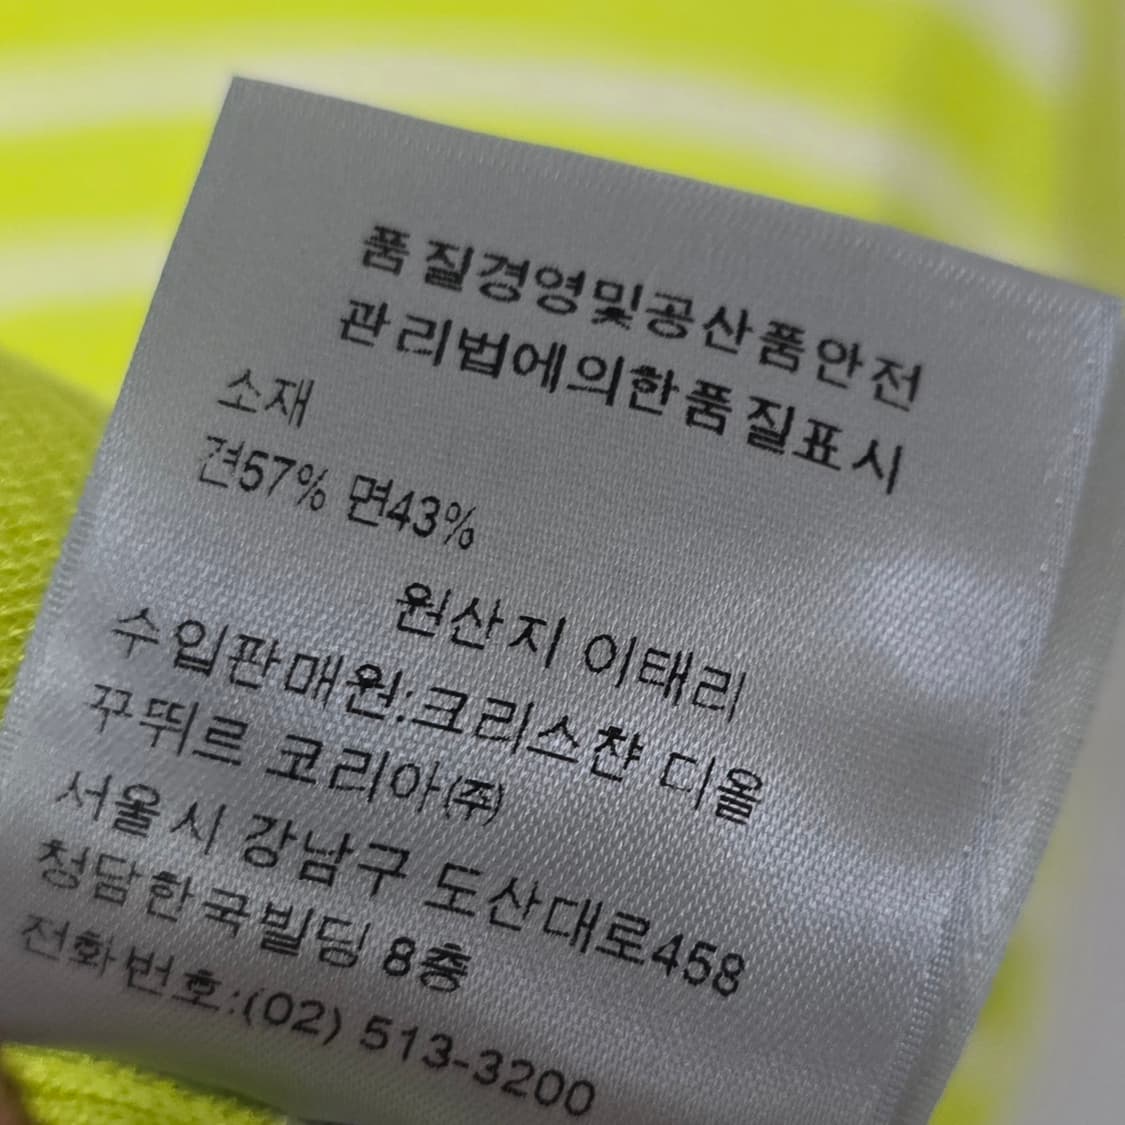 품질경영및공산품안전
관리법에의한품질표시
소재
견57% 면43%
원산지 이태리
수입판매원:크리스챤 디올
꾸뛰르 코리아(주)
서울시 강남구 도산대로458
청담한국빌딩 8층
전화번호:(02) 513-3200